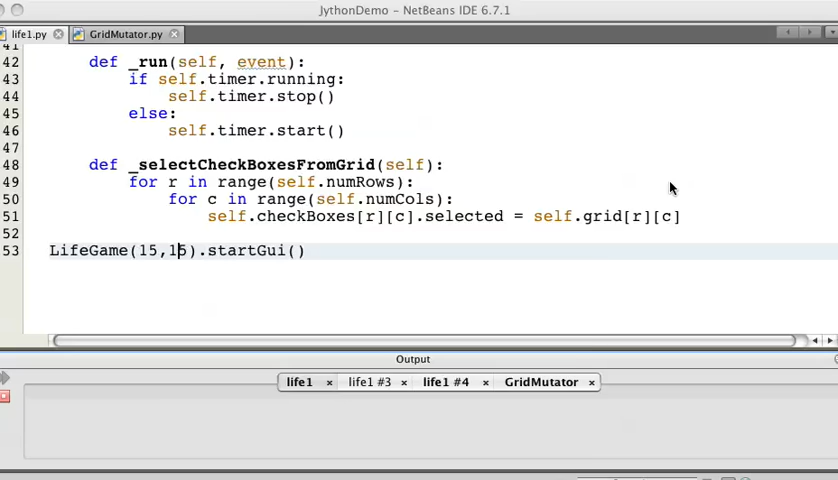 JythonDemo - NetBeans IDE 6.7.1
life1.py GridMutator.py
41
42 def _run(self, event):
43 if self.timer.running:
44 self.timer.stop()
45 else:
46 self.timer.start()
47
48 def _selectCheckBoxesFromGrid(self):
49 for r in range(self.numRows):
50 for c in range(self.numCols):
51 self.checkBoxes[r][c].selected = self.grid[r][c]
52
53 LifeGame(15,15).startGui()
Output
life1 life1 #3 life1 #4 GridMutator